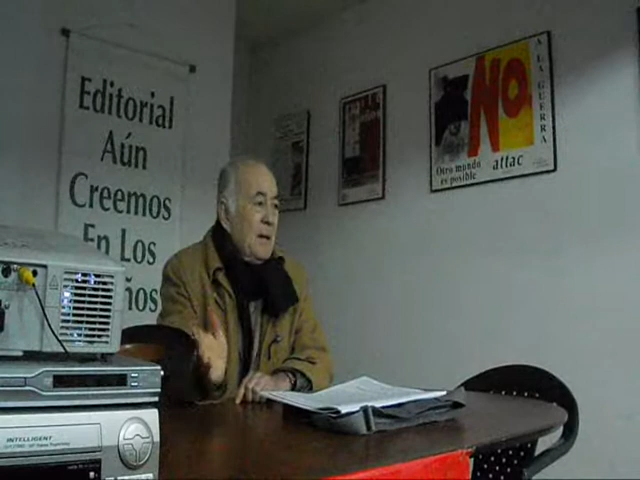 Editorial
Aún
Creemos
En Los
NO
A LA GUERRA
Otro mundo
es posible
attac
INTELLIGENT